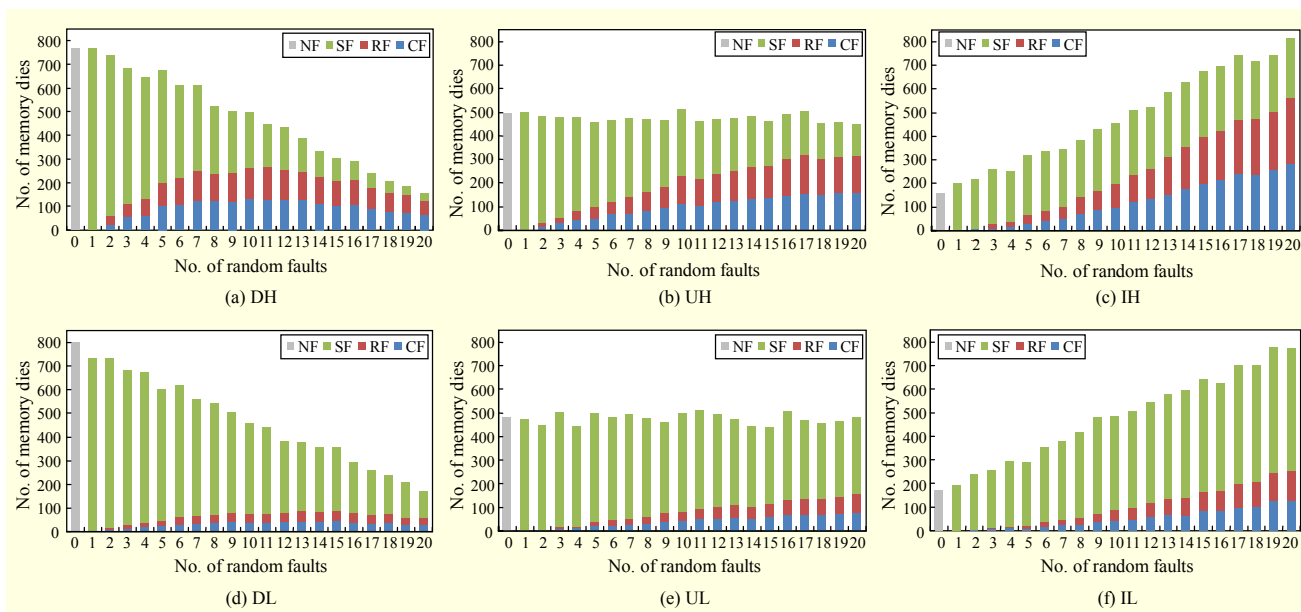 No. of memory dies
800
700
600
500
400
300
200
100
0
NF SF RF CF
0 1 2 3 4 5 6 7 8 9 10 11 12 13 14 15 16 17 18 19 20
No. of random faults
(a) DH
No. of memory dies
800
700
600
500
400
300
200
100
0
NF SF RF CF
0 1 2 3 4 5 6 7 8 9 10 11 12 13 14 15 16 17 18 19 20
No. of random faults
(b) UH
No. of memory dies
800
700
600
500
400
300
200
100
0
NF SF RF CF
0 1 2 3 4 5 6 7 8 9 10 11 12 13 14 15 16 17 18 19 20
No. of random faults
(c) IH
No. of memory dies
800
700
600
500
400
300
200
100
0
NF SF RF CF
0 1 2 3 4 5 6 7 8 9 10 11 12 13 14 15 16 17 18 19 20
No. of random faults
(d) DL
No. of memory dies
800
700
600
500
400
300
200
100
0
NF SF RF CF
0 1 2 3 4 5 6 7 8 9 10 11 12 13 14 15 16 17 18 19 20
No. of random faults
(e) UL
No. of memory dies
800
700
600
500
400
300
200
100
0
NF SF RF CF
0 1 2 3 4 5 6 7 8 9 10 11 12 13 14 15 16 17 18 19 20
No. of random faults
(f) IL